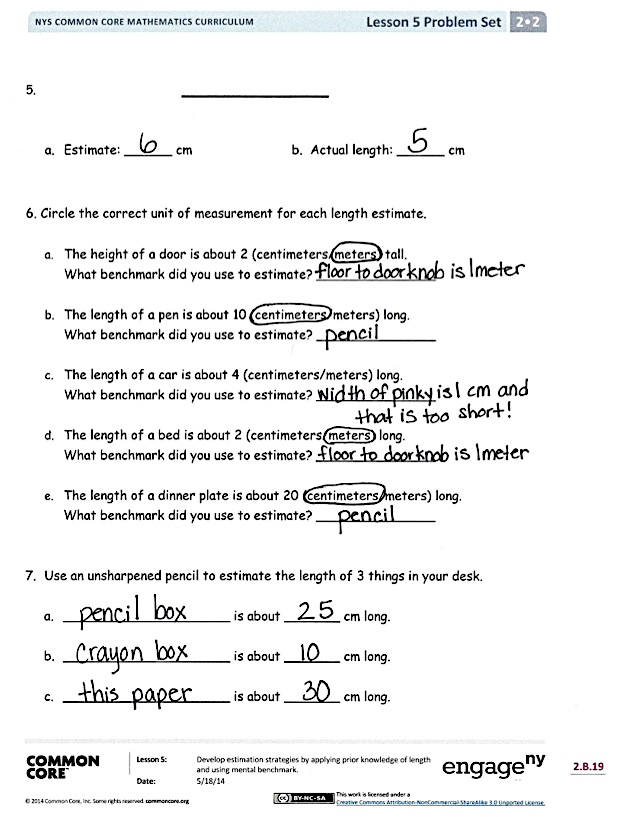 NYS COMMON CORE MATHEMATICS CURRICULUM Lesson 5 Problem Set 2•2
5.
a. Estimate: 6 cm b. Actual length: 5 cm
6. Circle the correct unit of measurement for each length estimate.
a. The height of a door is about 2 (centimeters/meters) tall.
What benchmark did you use to estimate? floor to doorknob is 1 meter
b. The length of a pen is about 10 (centimeters/meters) long.
What benchmark did you use to estimate? pencil
c. The length of a car is about 4 (centimeters/meters) long.
What benchmark did you use to estimate? Width of pinky is 1 cm and
that is too short!
d. The length of a bed is about 2 (centimeters/meters) long.
What benchmark did you use to estimate? floor to doorknob is 1 meter
e. The length of a dinner plate is about 20 (centimeters/meters) long.
What benchmark did you use to estimate? pencil
7. Use an unsharpened pencil to estimate the length of 3 things in your desk.
a. pencil box is about 25 cm long.
b. Crayon box is about 10 cm long.
c. this paper is about 30 cm long.
COMMON CORE™
Lesson 5: Develop estimation strategies by applying prior knowledge of length
and using mental benchmark.
Date: 5/18/14
engage ny
2.B.19
© 2014 Common Core, Inc. Some rights reserved. commoncore.org
(cc) BY-NC-SA This work is licensed under a
Creative Commons Attribution-NonCommercial-ShareAlike 3.0 Unported License.